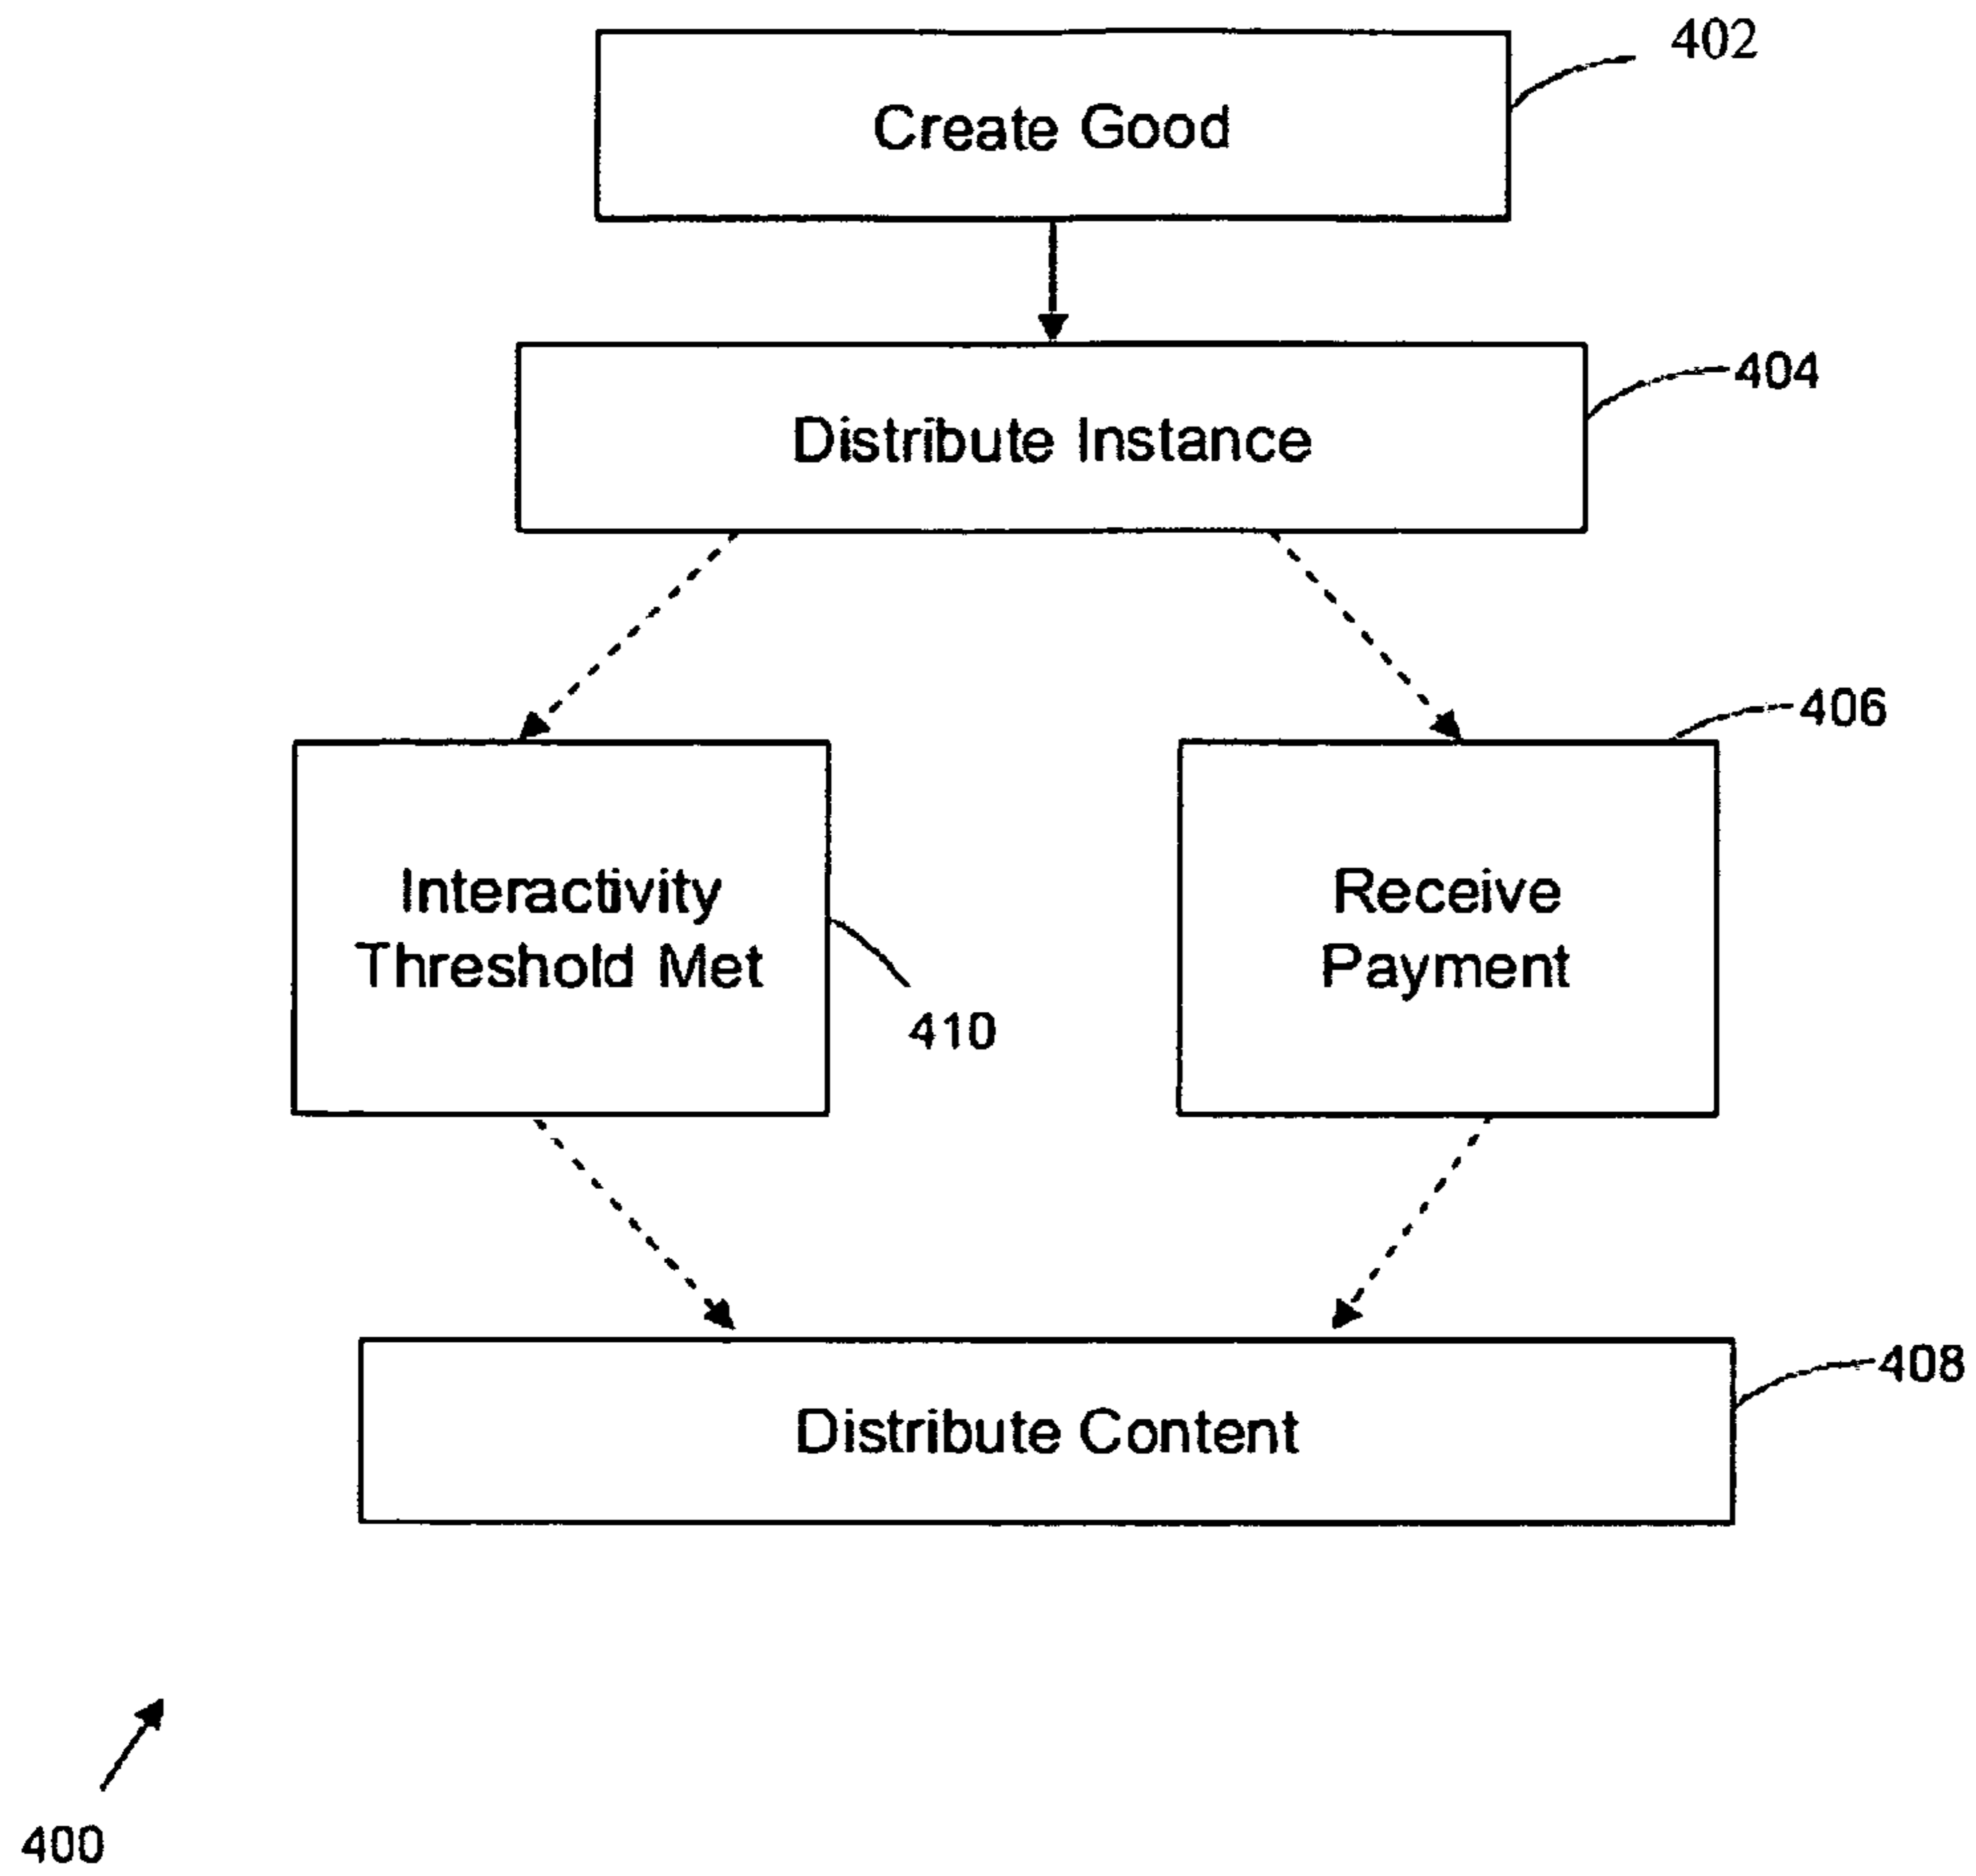 402
Create Good
404
Distribute Instance
406
Interactivity
Threshold Met
Receive
Payment
410
408
Distribute Content
400